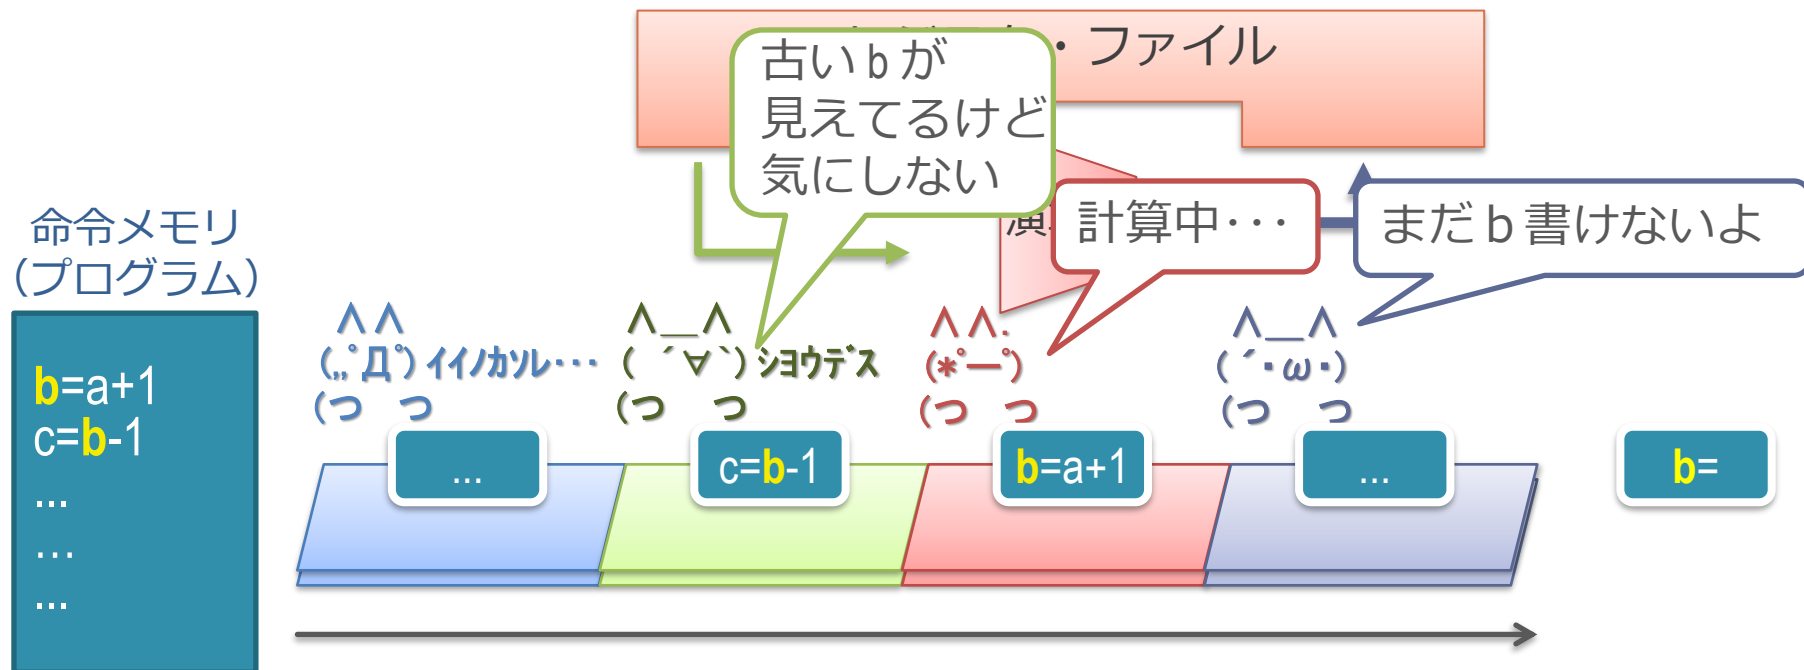 ・ファイル
古いbが
見えてるけど
気にしない
計算中･･･
まだb書けないよ
命令メモリ
（プログラム）
b=a+1
c=b-1
...
…
...
∧∧
(,,ﾟДﾟ) ｲｲﾉｶｿﾚ･･･
(つ つ
∧＿∧
( ´∀`) ｼﾖｳﾃﾞｽ
(つ つ
∧∧.
(*ﾟーﾟ)
(つ つ
∧＿∧
( ´・ω・)
(つ つ
...
c=b-1
b=a+1
...
b=